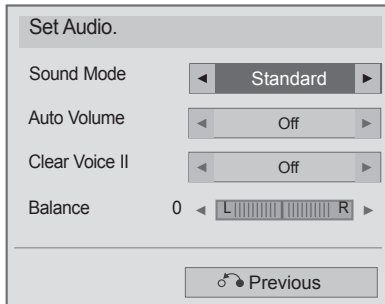 Set Audio.
Sound Mode ◄ Standard ►
Auto Volume ◄ Off ►
Clear Voice II ◄ Off ►
Balance 0 ◄ L R ►
Previous